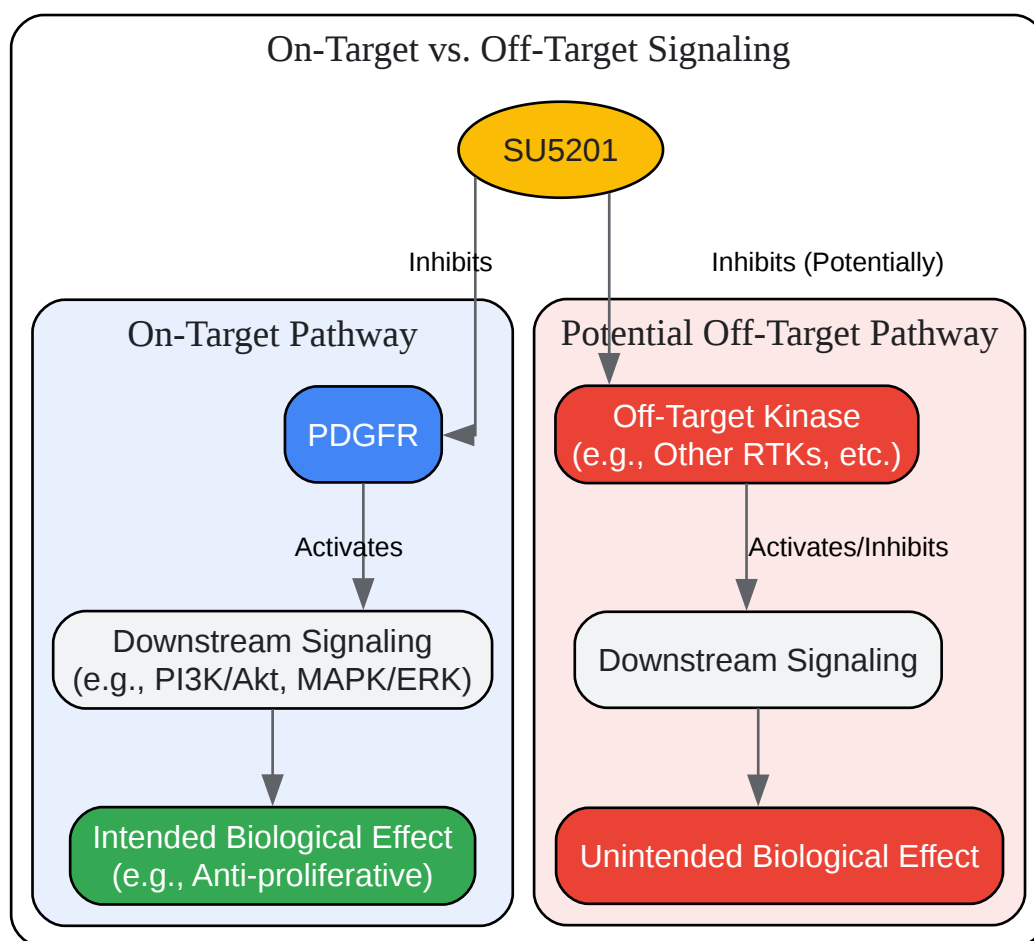 On-Target vs. Off-Target Signaling
SU5201
Inhibits
Inhibits (Potentially)
On-Target Pathway
Potential Off-Target Pathway
PDGFR
Off-Target Kinase
(e.g., Other RTKs, etc.)
Activates
Activates/Inhibits
Downstream Signaling
(e.g., PI3K/Akt, MAPK/ERK)
Downstream Signaling
Intended Biological Effect
(e.g., Anti-proliferative)
Unintended Biological Effect